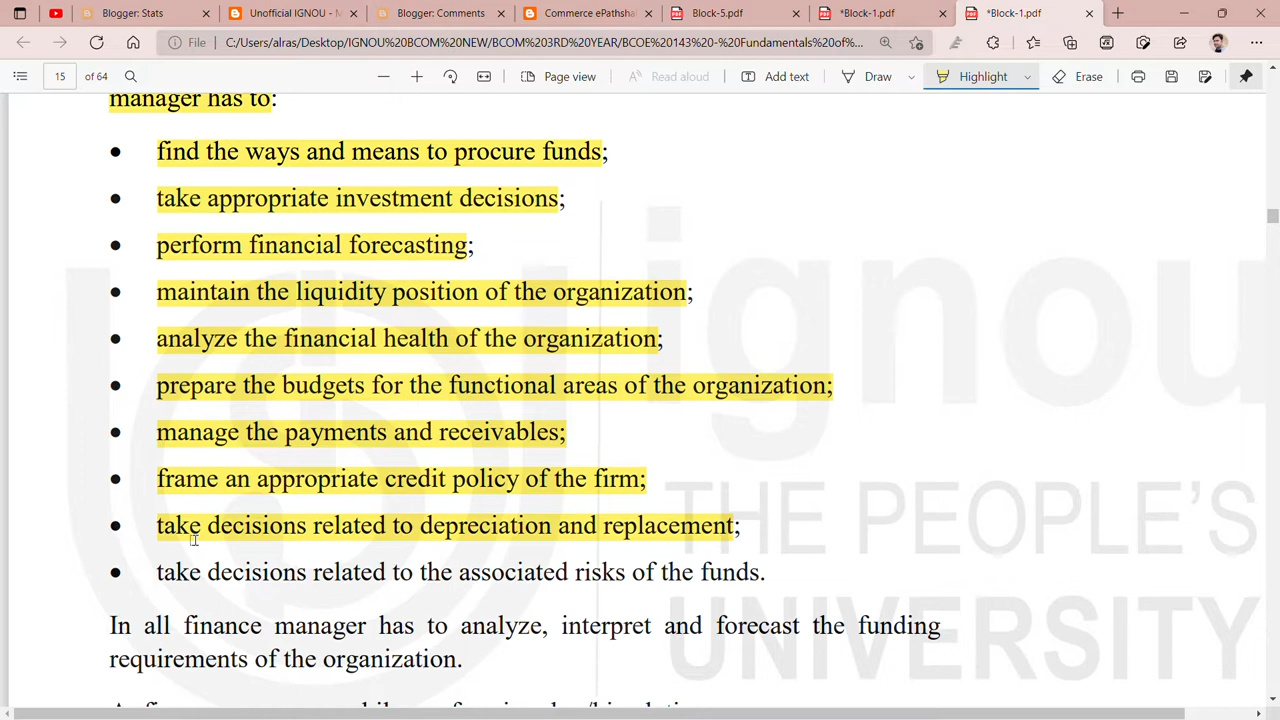 Blogger: Stats
Unofficial IGNOU - M
Blogger: Comments
Commerce ePathshal
Block-5.pdf
*Block-1.pdf
*Block-1.pdf
File
C:/Users/alras/Desktop/IGNOU%20BCOM%20NEW/BCOM%203RD%20YEAR/BCOE%20143%20-%20Fundamentals%20of%...
15 of 64
Page view
Read aloud
Add text
Draw
Highlight
Erase
manager has to:
• find the ways and means to procure funds;
• take appropriate investment decisions;
• perform financial forecasting;
• maintain the liquidity position of the organization;
• analyze the financial health of the organization;
• prepare the budgets for the functional areas of the organization;
• manage the payments and receivables;
• frame an appropriate credit policy of the firm;
• take decisions related to depreciation and replacement;
• take decisions related to the associated risks of the funds.
In all finance manager has to analyze, interpret and forecast the funding
requirements of the organization.
ignou
THE PEOPLE'S
UNIVERSITY